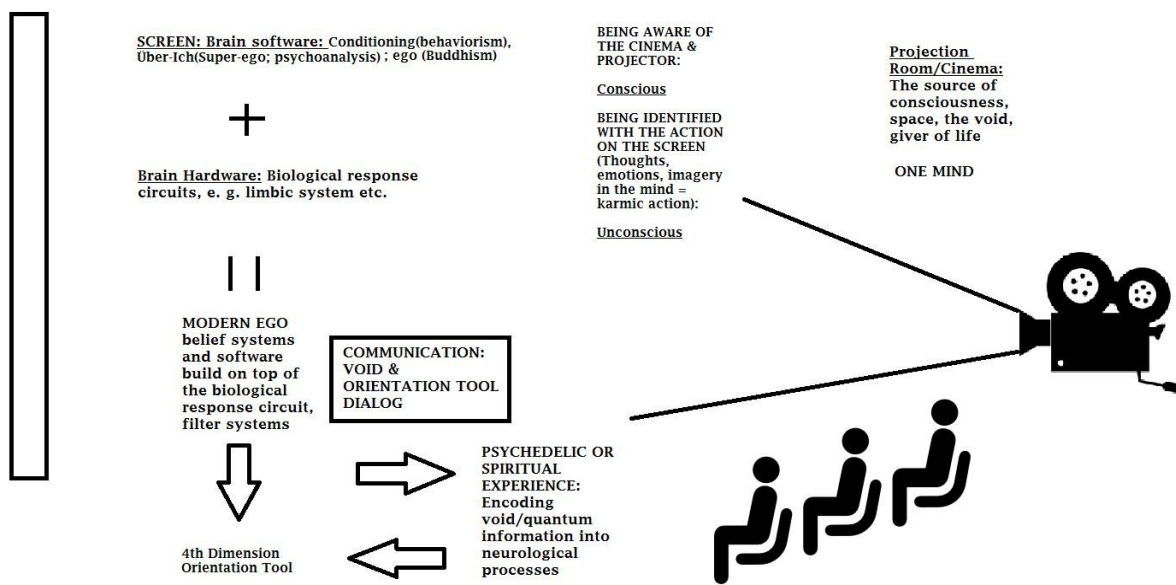 SCREEN: Brain software: Conditioning(behaviorism),
Über-Ich(Super-ego; psychoanalysis) ; ego (Buddhism)
+
Brain Hardware: Biological response
circuits, e. g. limbic system etc.
MODERN EGO
belief systems
and software
build on top of
the biological
response circuit,
filter systems
4th Dimension
Orientation Tool
COMMUNICATION:
VOID &
ORIENTATION TOOL
DIALOG
PSYCHEDELIC OR
SPIRITUAL
EXPERIENCE:
Encoding
void/quantum
information into
neurological
processes
BEING AWARE OF
THE CINEMA &
PROJECTOR:
Conscious
BEING IDENTIFIED
WITH THE ACTION
ON THE SCREEN
(Thoughts,
emotions, imagery
in the mind =
karmic action):
Unconscious
Projection
Room/Cinema:
The source of
consciousness,
space, the void,
giver of life
ONE MIND